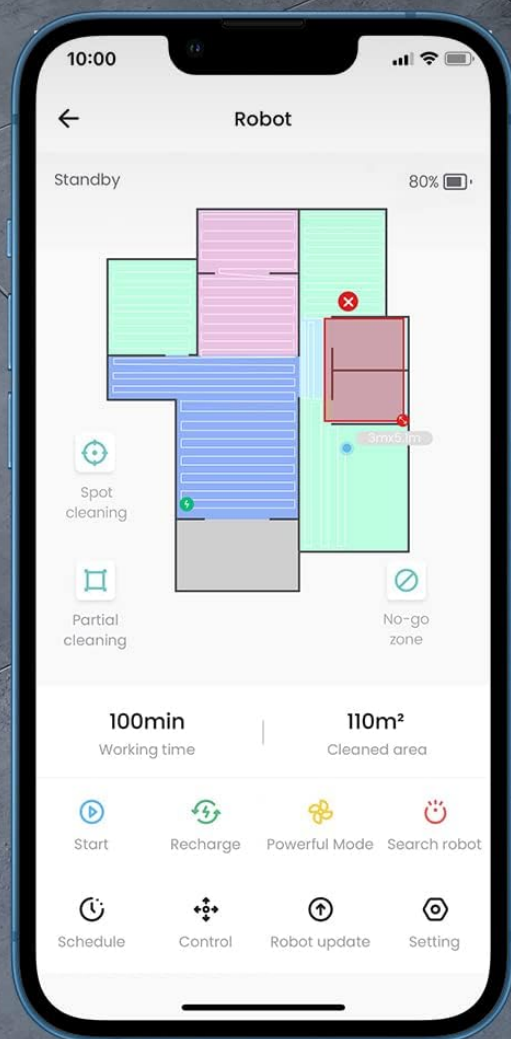 10:00
Robot
Standby
80%
3mx5.1m
Spot
cleaning
Partial
cleaning
No-go
zone
100min
110m²
Working time
Cleaned area
Start
Recharge
Powerful Mode
Search robot
Schedule
Control
Robot update
Setting